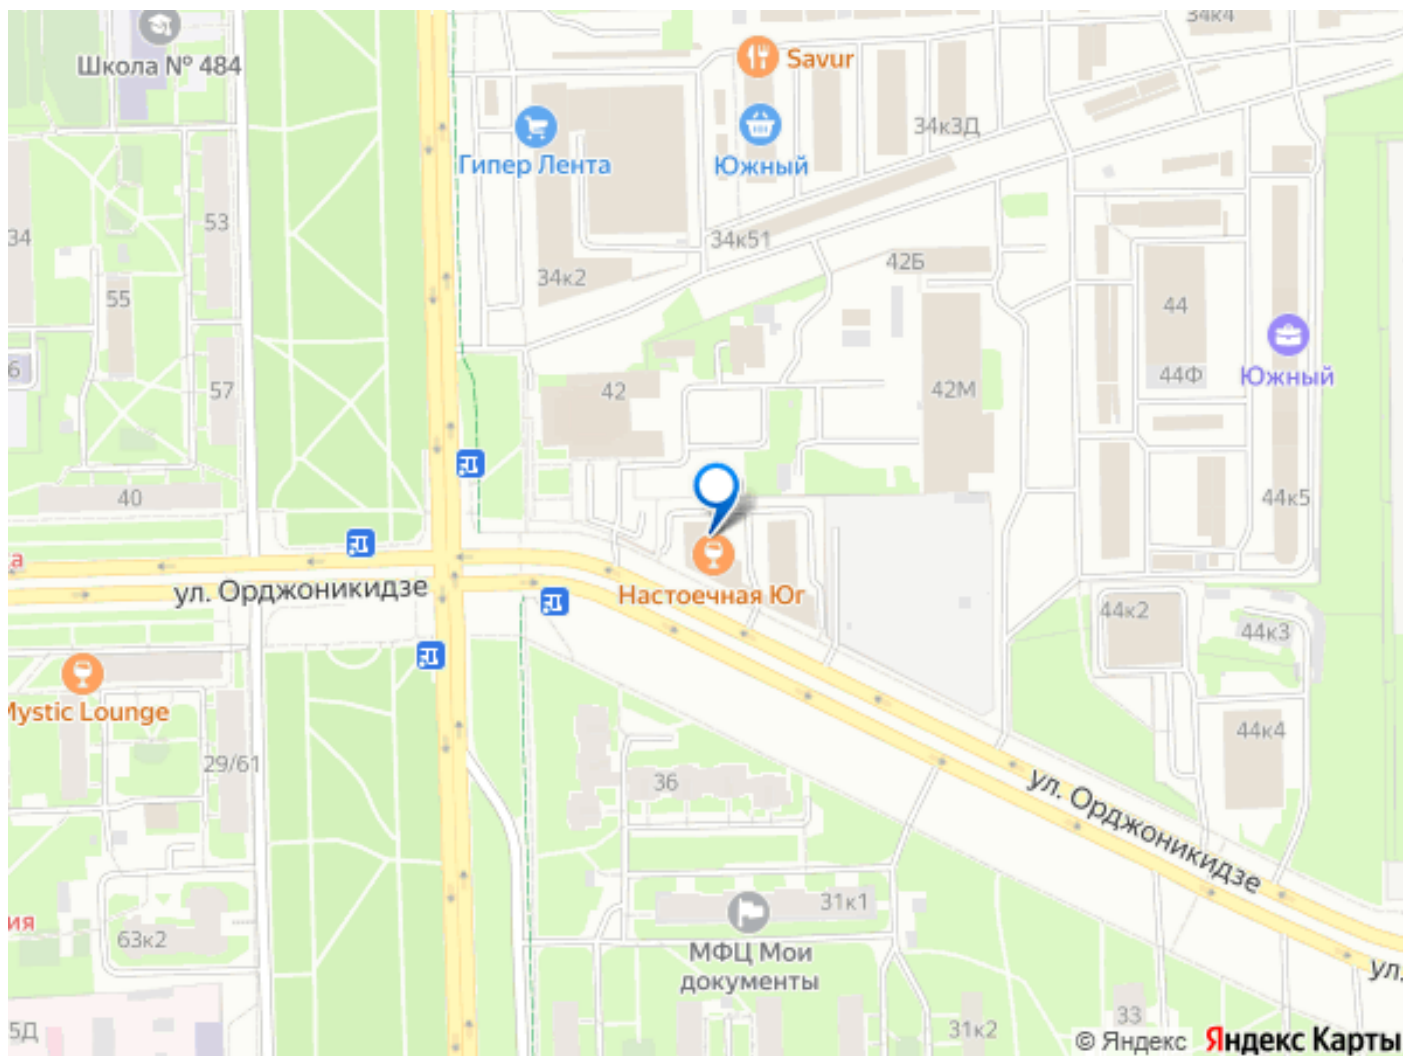 34к4
Школа № 484
Savur
34к3Д
Гипер Лента
Южный
53
34
34к51
42Б
34к2
55
44
6
57
42
42М
44Ф
Южный
40
44к5
ул. Орджоникидзе
Настоечная Юг
44к2
44к3
Mystic Lounge
44к4
29/61
36
ул. Орджоникидзе
31к1
ия
63к2
МФЦ Мои
документы
ул.
5Д
31к2
33
© Яндекс
Яндекс Карты